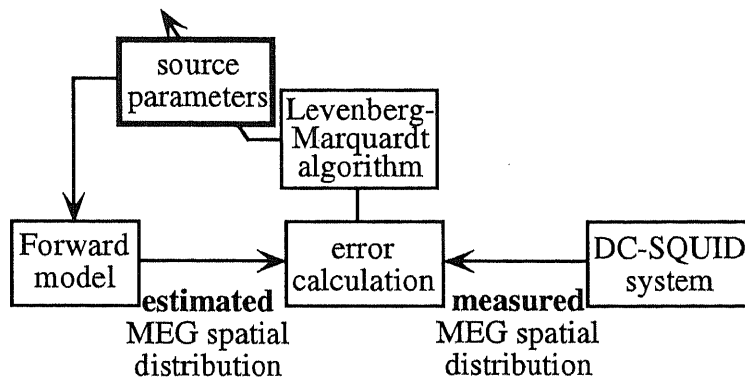 source
parameters
Levenberg-
Marquardt
algorithm
Forward
model
error
calculation
DC-SQUID
system
estimated
MEG spatial
distribution
measured
MEG spatial
distribution